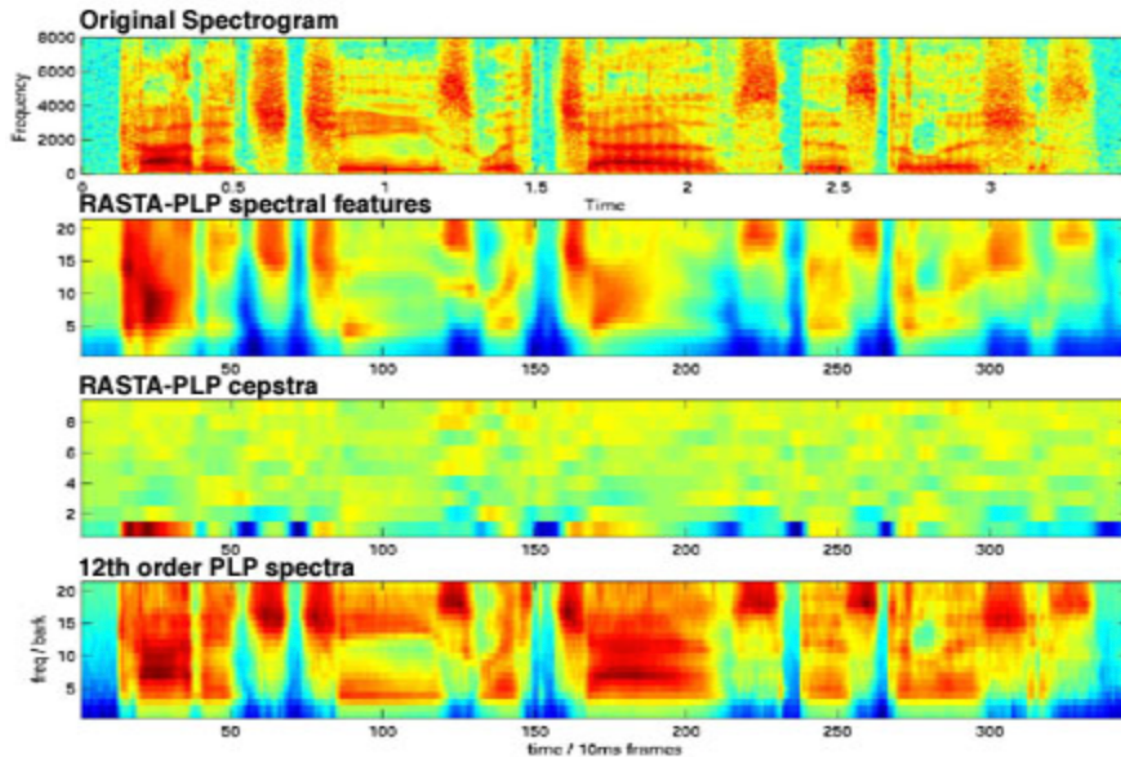 Original Spectrogram
8000
6000
4000
2000
0
Frequency
0 0.5 1 1.5 2 2.5 3
Time
RASTA-PLP spectral features
20
15
10
5
50 100 150 200 250 300
RASTA-PLP cepstra
8
6
4
2
50 100 150 200 250 300
12th order PLP spectra
20
15
10
5
freq / bark
50 100 150 200 250 300
time / 10ms frames